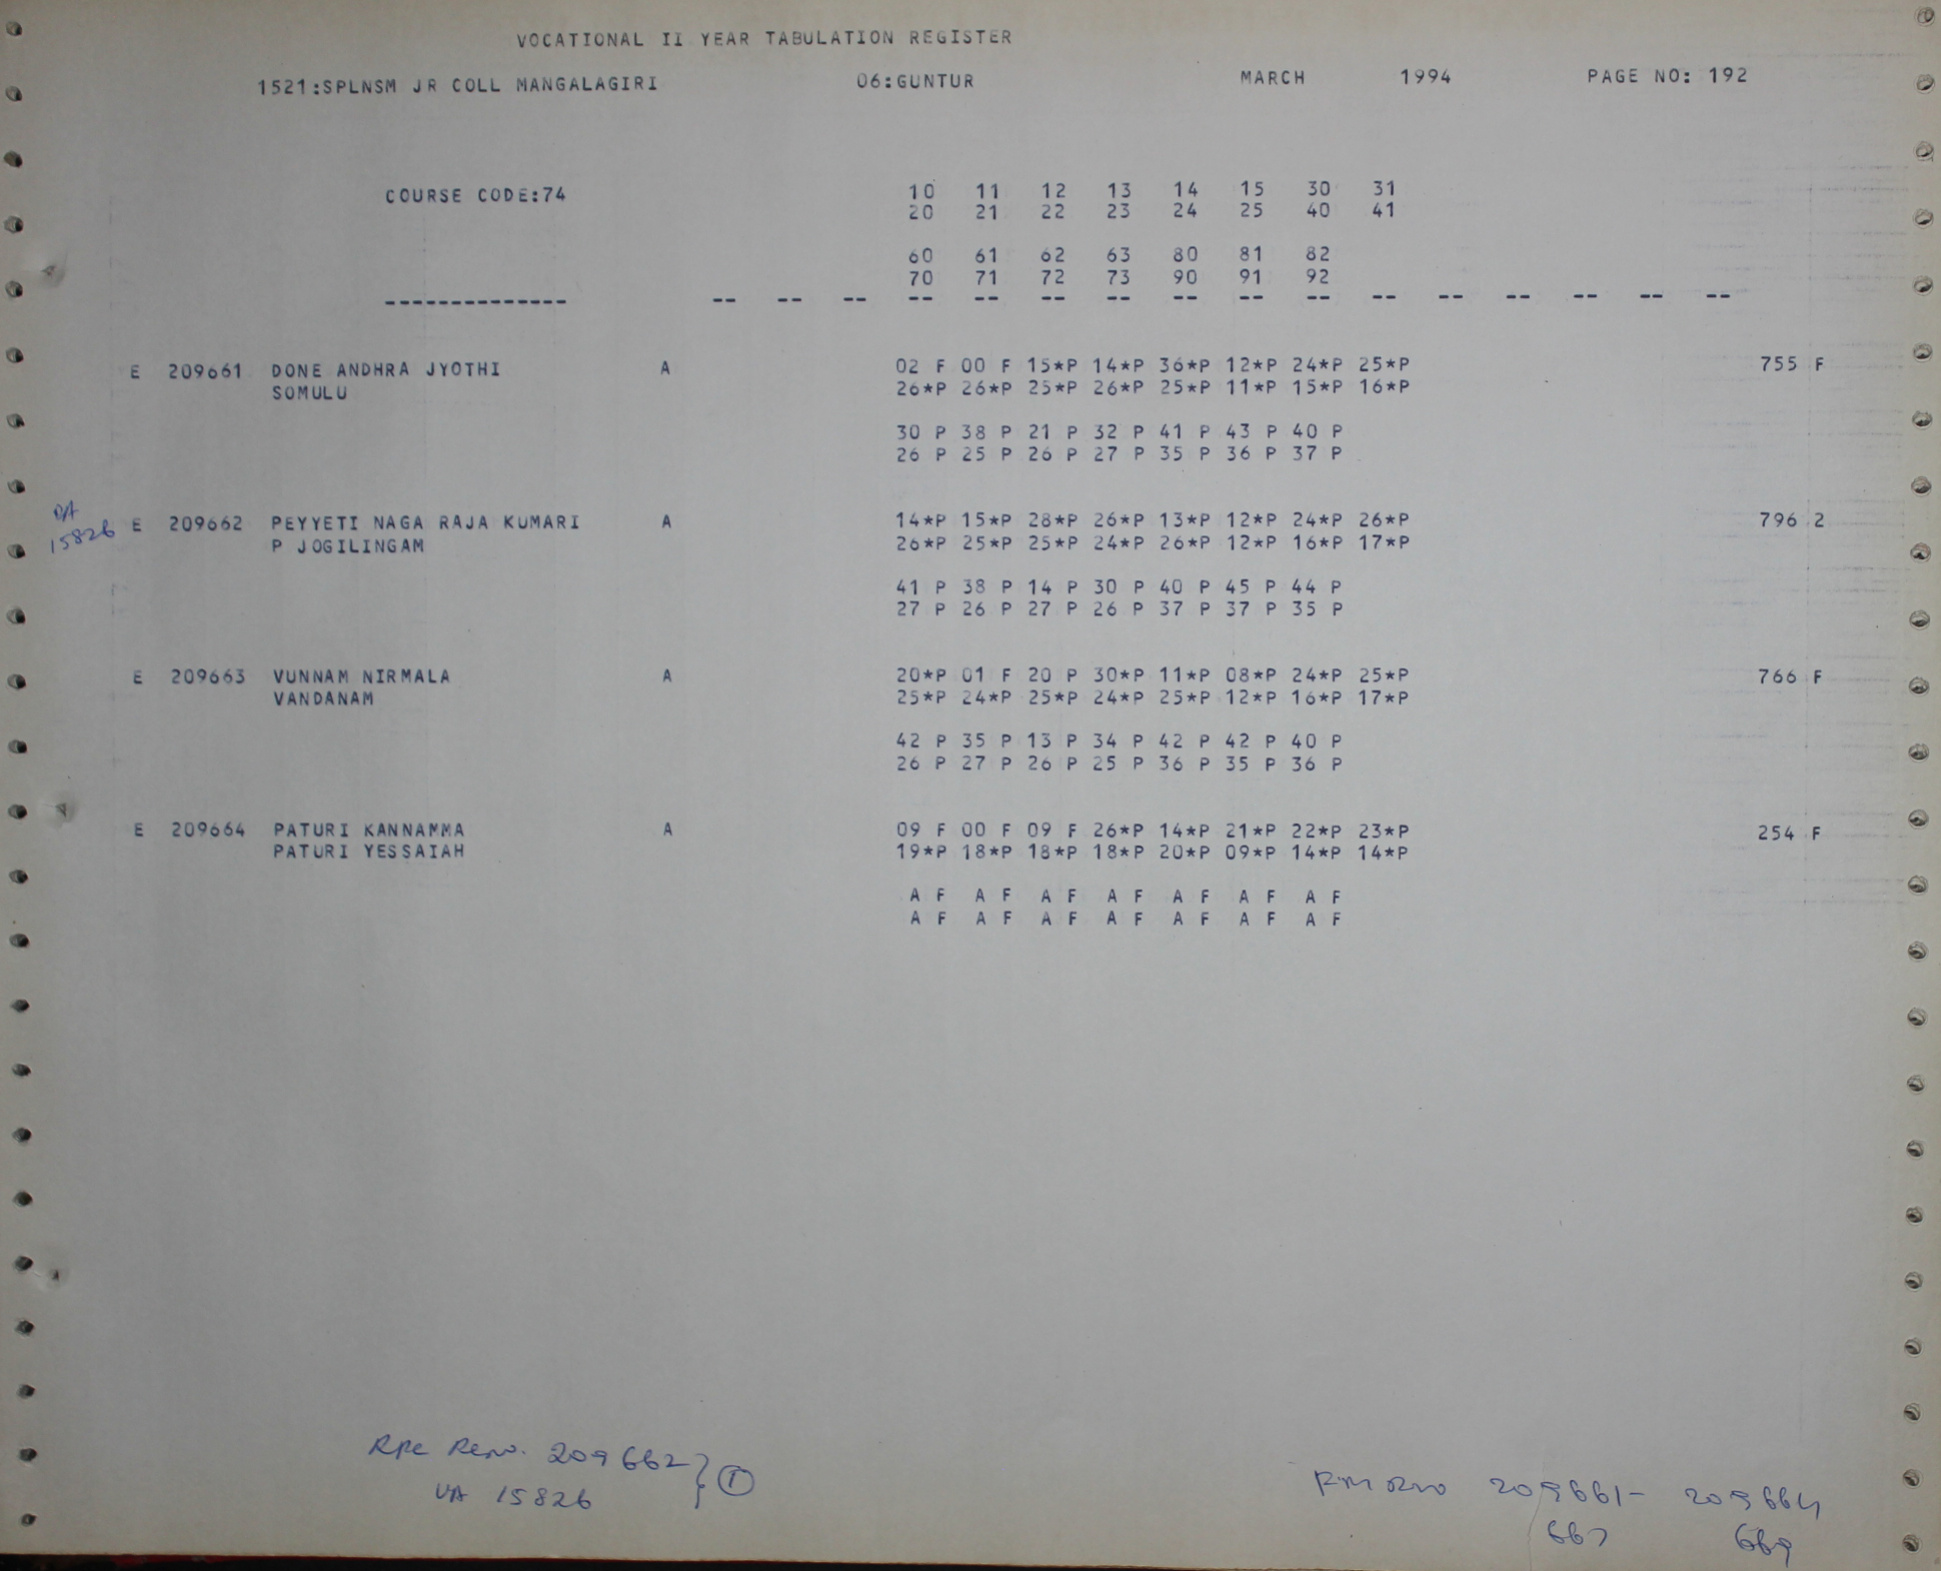 VOCATIONAL II YEAR TABULATION REGISTER
1521:SPLNSM JR COLL MANGALAGIRI 06:GUNTUR MARCH 1994 PAGE NO: 192
COURSE CODE:74 10 11 12 13 14 15 30 31
20 21 22 23 24 25 40 41
60 61 62 63 80 81 82
70 71 72 73 90 91 92
-------------- -- -- -- -- -- -- -- -- -- -- -- -- -- -- -- --
E 209661 DONE ANDHRA JYOTHI A 02 F 00 F 15*P 14*P 36*P 12*P 24*P 25*P 755 F
SOMULU 26*P 26*P 25*P 26*P 25*P 11*P 15*P 16*P
30 P 38 P 21 P 32 P 41 P 43 P 40 P
26 P 25 P 26 P 27 P 35 P 36 P 37 P
15826 E 209662 PEYYETI NAGA RAJA KUMARI A 14*P 15*P 28*P 26*P 13*P 12*P 24*P 26*P 796 2
P JOGILINGAM 26*P 25*P 25*P 24*P 26*P 12*P 16*P 17*P
41 P 38 P 14 P 30 P 40 P 45 P 44 P
27 P 26 P 27 P 26 P 37 P 37 P 35 P
E 209663 VUNNAM NIRMALA A 20*P 01 F 20 P 30*P 11*P 08*P 24*P 25*P 766 F
VANDANAM 25*P 24*P 25*P 24*P 25*P 12*P 16*P 17*P
42 P 35 P 13 P 34 P 42 P 42 P 40 P
26 P 27 P 26 P 25 P 36 P 35 P 36 P
E 209664 PATURI KANNAMMA A 09 F 00 F 09 F 26*P 14*P 21*P 22*P 23*P 254 F
PATURI YESSAIAH 19*P 18*P 18*P 18*P 20*P 09*P 14*P 14*P
A F A F A F A F A F A F A F
A F A F A F A F A F A F A F
209662
15826
1
209661- 209664